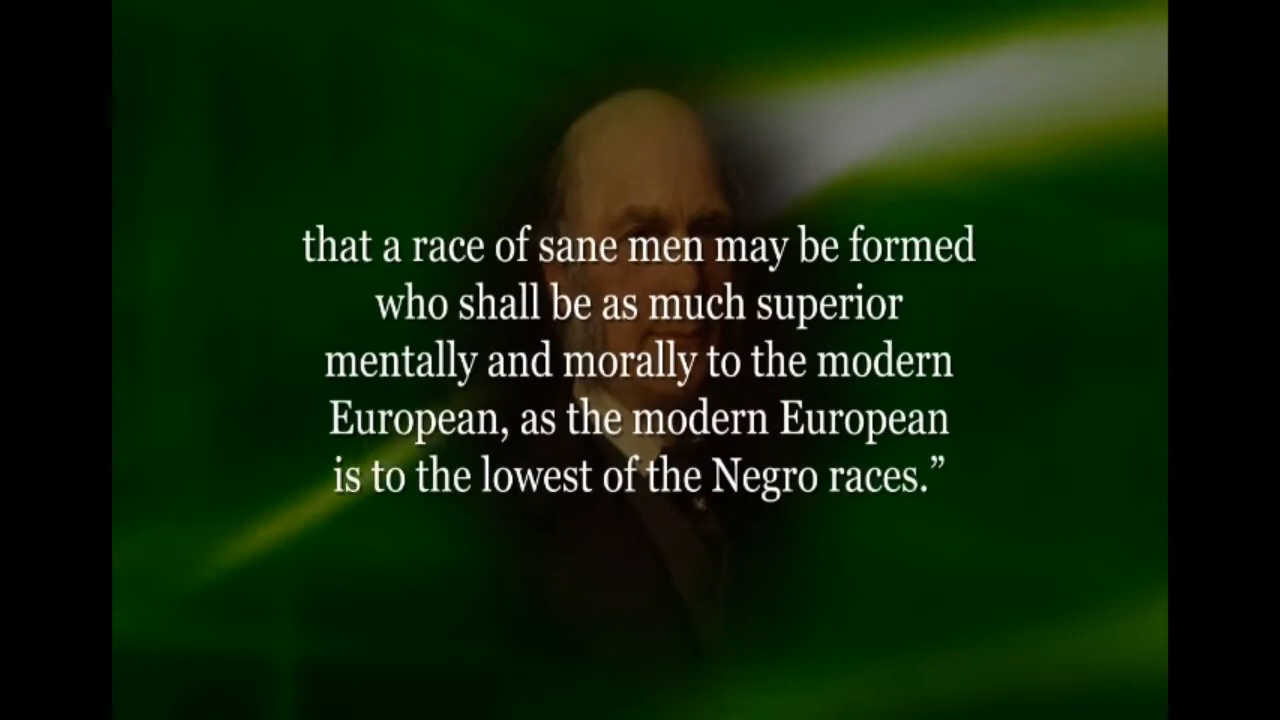 that a race of sane men may be formed
who shall be as much superior
mentally and morally to the modern
European, as the modern European
is to the lowest of the Negro races.”